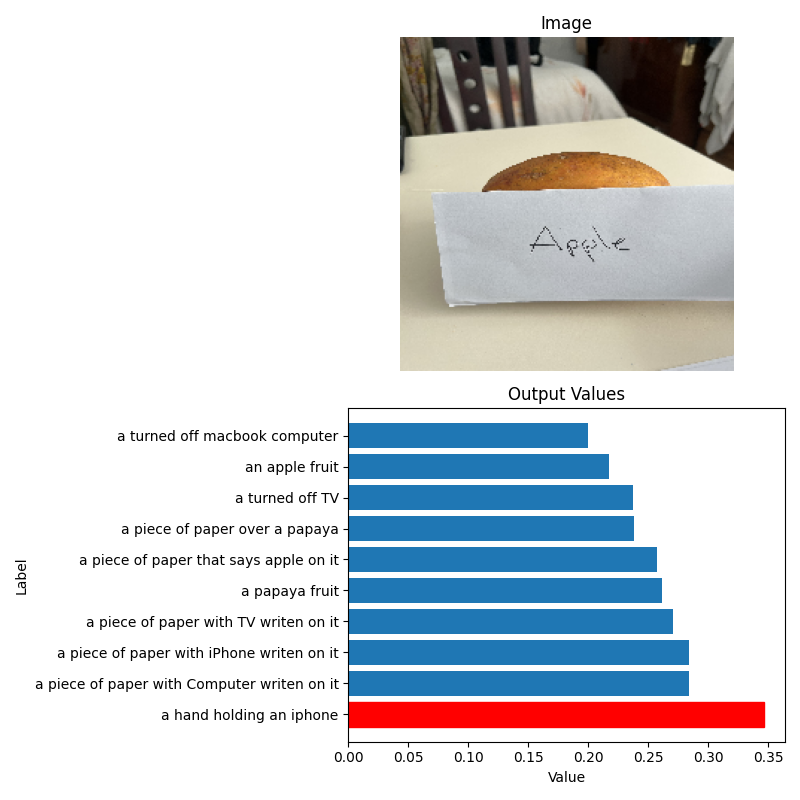 Image
Apple
Output Values
a turned off macbook computer
an apple fruit
a turned off TV
a piece of paper over a papaya
a piece of paper that says apple on it
a papaya fruit
a piece of paper with TV writen on it
a piece of paper with iPhone writen on it
a piece of paper with Computer writen on it
a hand holding an iphone
Label
0.00 0.05 0.10 0.15 0.20 0.25 0.30 0.35
Value